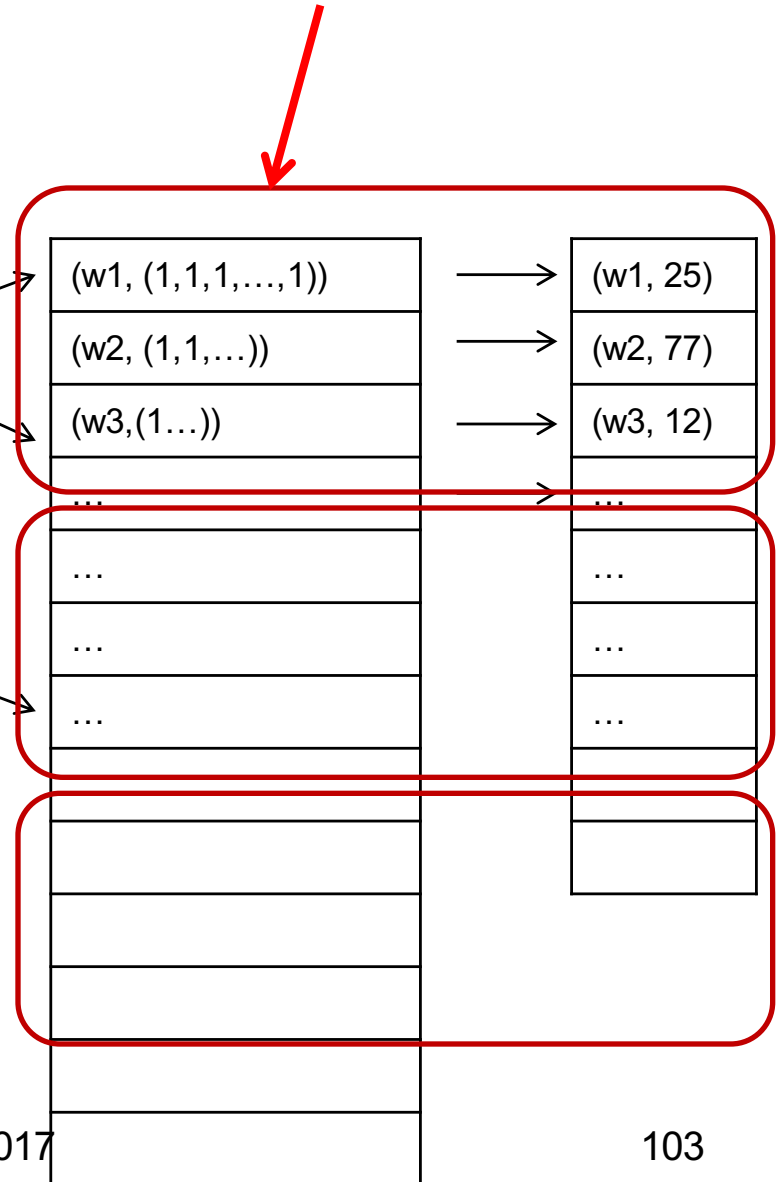 (w1, (1,1,1,…,1)) (w1, 25)
(w2, (1,1,…)) (w2, 77)
(w3,(1…)) (w3, 12)
… …
… …
… …
… …
017 103